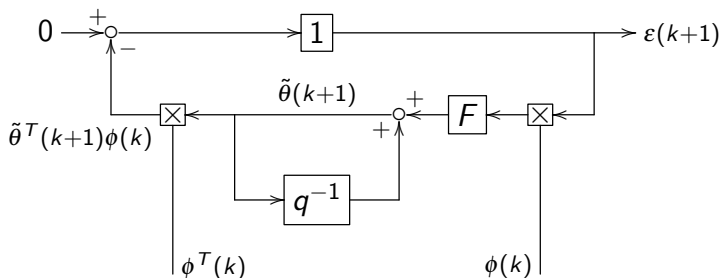 0
+
−
1
ε(k+1)
θ̃(k+1)
+
+
F
×
×
θ̃ᵀ(k+1)ϕ(k)
q⁻¹
ϕᵀ(k)
ϕ(k)